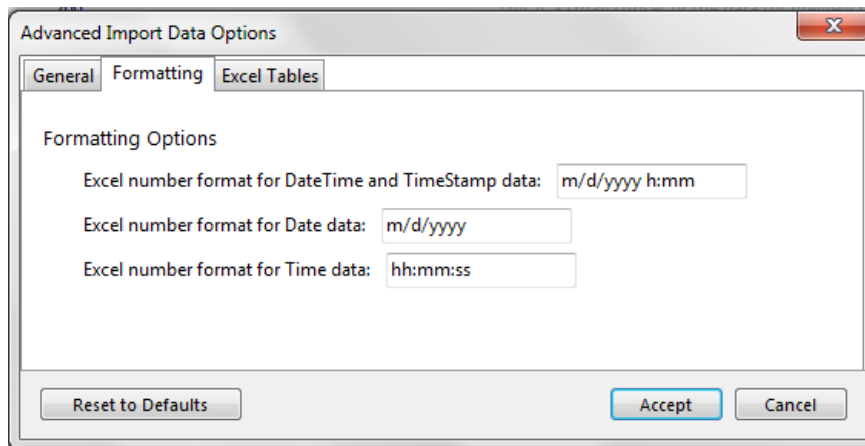 Advanced Import Data Options
General Formatting Excel Tables
Formatting Options
Excel number format for DateTime and TimeStamp data: m/d/yyyy h:mm
Excel number format for Date data: m/d/yyyy
Excel number format for Time data: hh:mm:ss
Reset to Defaults Accept Cancel